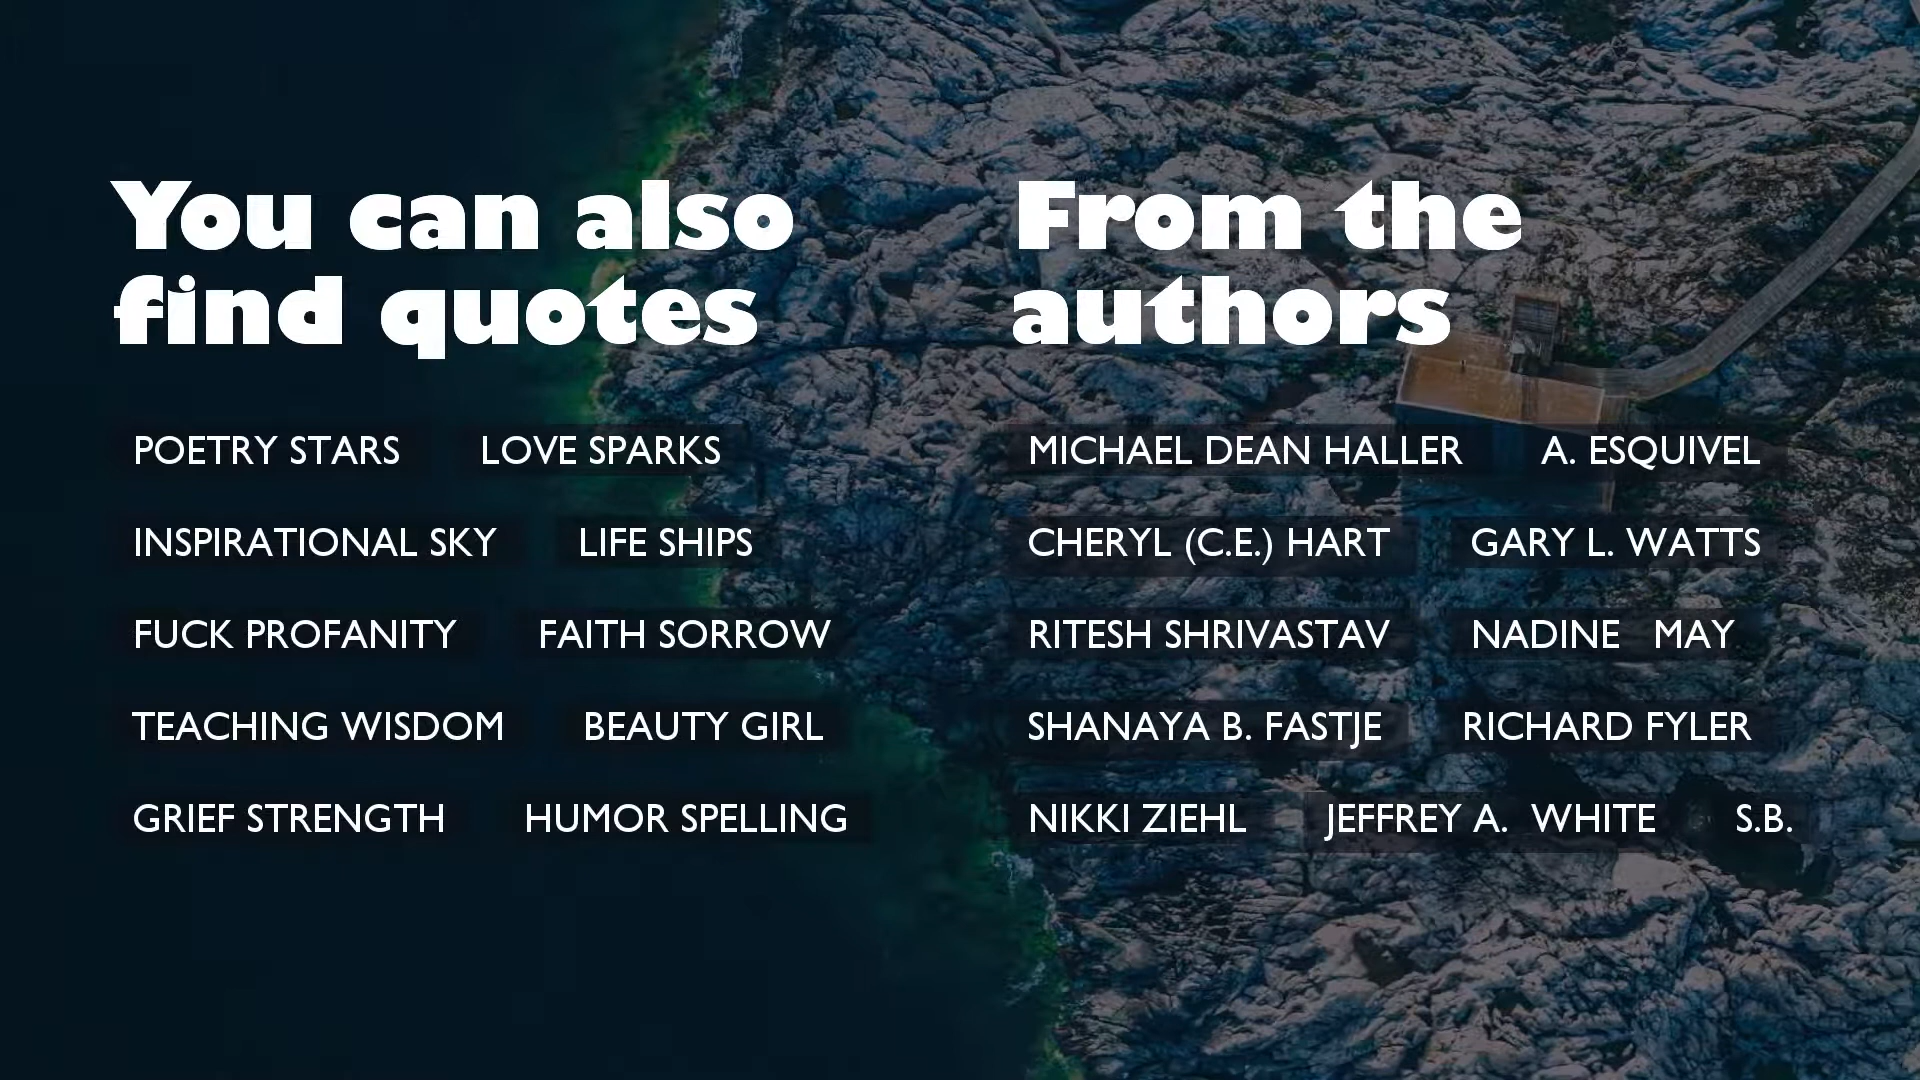 You can also
find quotes
POETRY STARS LOVE SPARKS
INSPIRATIONAL SKY LIFE SHIPS
FUCK PROFANITY FAITH SORROW
TEACHING WISDOM BEAUTY GIRL
GRIEF STRENGTH HUMOR SPELLING
From the
authors
MICHAEL DEAN HALLER A. ESQUIVEL
CHERYL (C.E.) HART GARY L. WATTS
RITESH SHRIVASTAV NADINE MAY
SHANAYA B. FASTJE RICHARD FYLER
NIKKI ZIEHL JEFFREY A. WHITE S.B.